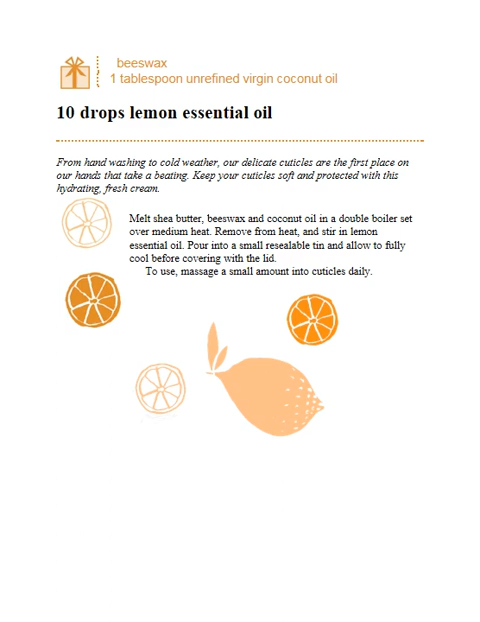 beeswax
1 tablespoon unrefined virgin coconut oil
10 drops lemon essential oil
From hand washing to cold weather, our delicate cuticles are the first place on
our hands that take a beating. Keep your cuticles soft and protected with this
hydrating, fresh cream.
Melt shea butter, beeswax and coconut oil in a double boiler set
over medium heat. Remove from heat, and stir in lemon
essential oil. Pour into a small resealable tin and allow to fully
cool before covering with the lid.
To use, massage a small amount into cuticles daily.